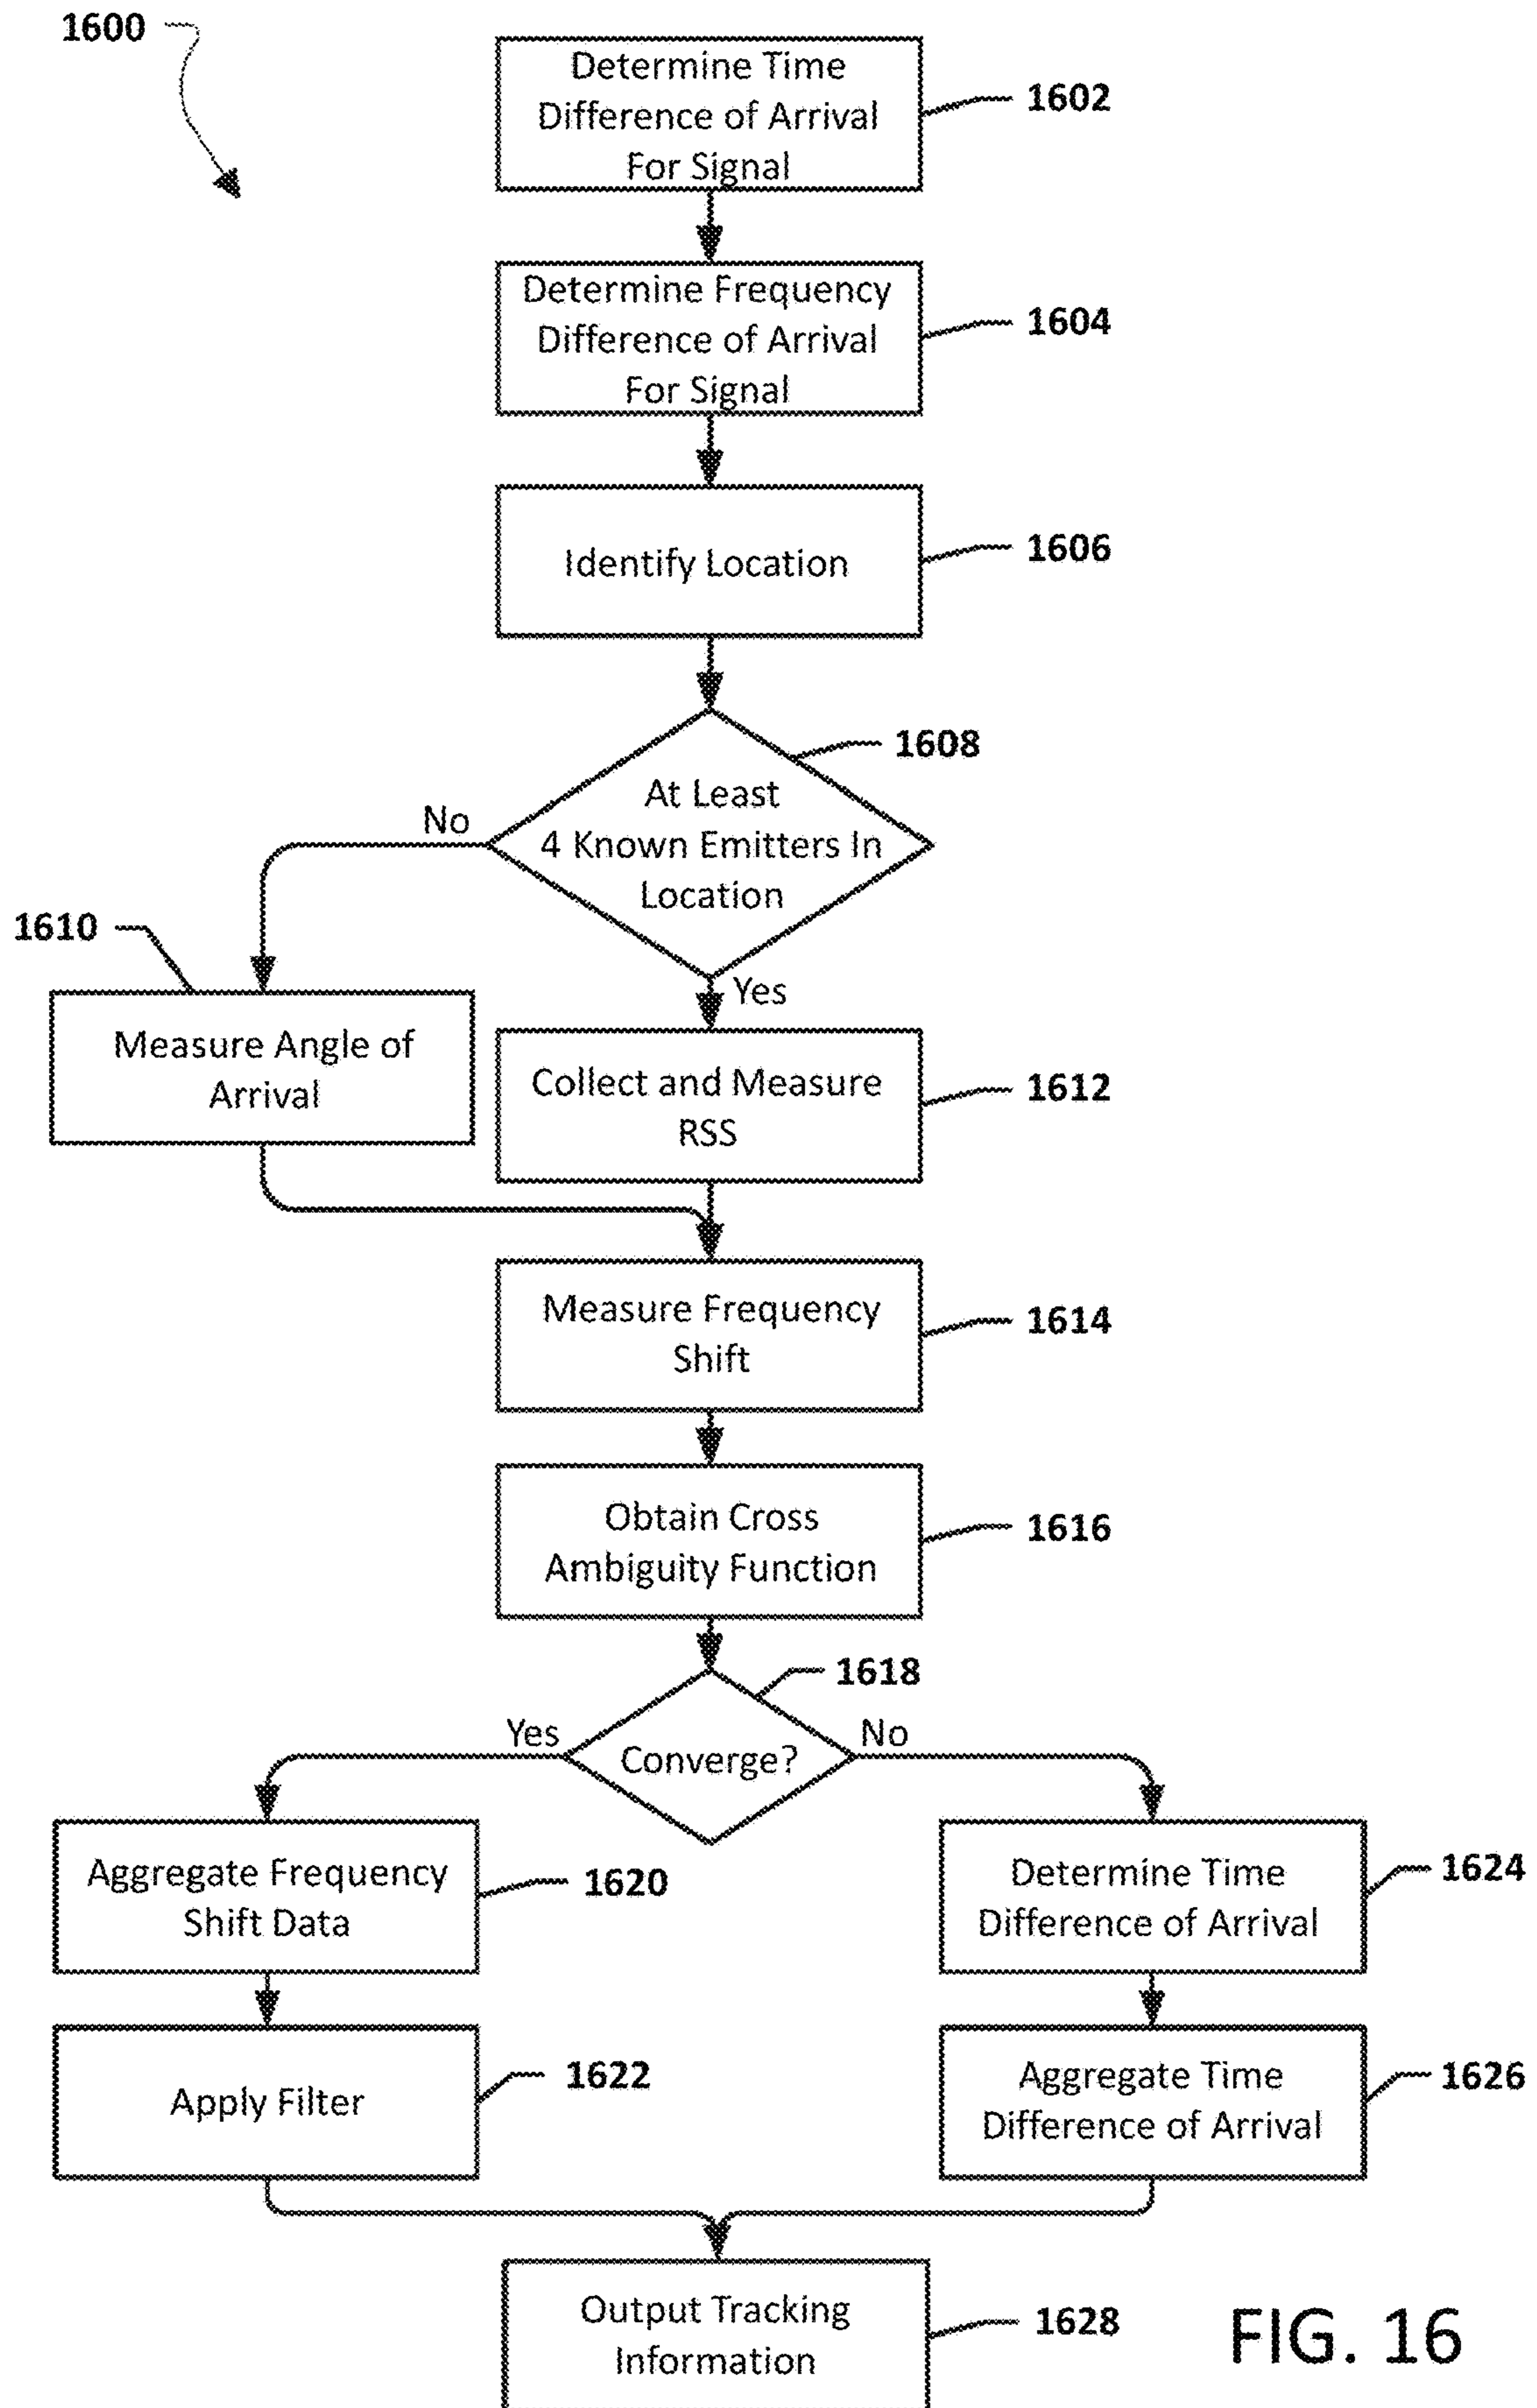 1600
Determine Time
Difference of Arrival
For Signal
1602
Determine Frequency
Difference of Arrival
For Signal
1604
Identify Location
1606
1608
At Least
4 Known Emitters In
Location
No
Yes
1610
Measure Angle of
Arrival
Collect and Measure
RSS
1612
Measure Frequency
Shift
1614
Obtain Cross
Ambiguity Function
1616
1618
Converge?
Yes
No
Aggregate Frequency
Shift Data
1620
Determine Time
Difference of Arrival
1624
Apply Filter
1622
Aggregate Time
Difference of Arrival
1626
Output Tracking
Information
1628
FIG. 16